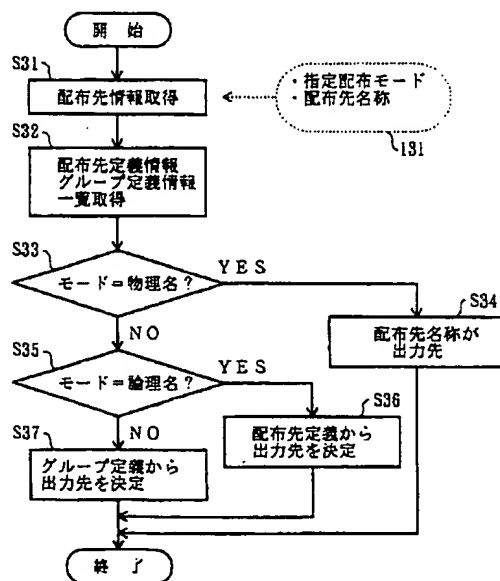 開始
S31
配布先情報取得
・指定配布モード
・配布先名称
131
S32
配布先定義情報
グループ定義情報
一覧取得
S33
モード＝物理名？
YES
NO
S34
配布先名称が
出力先
S35
モード＝論理名？
YES
NO
S36
配布先定義から
出力先を決定
S37
グループ定義から
出力先を決定
終了